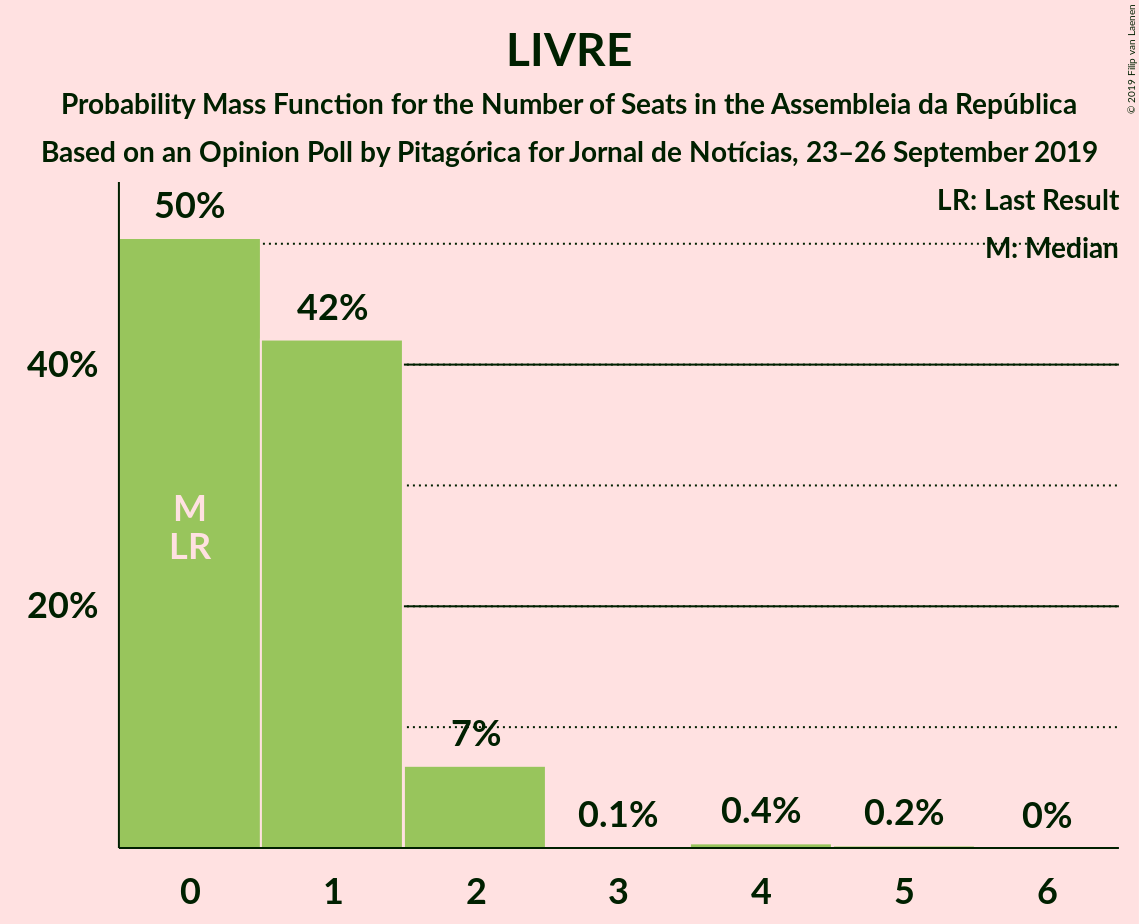 LIVRE
Probability Mass Function for the Number of Seats in the Assembleia da República
Based on an Opinion Poll by Pitagórica for Jornal de Notícias, 23–26 September 2019
© 2019 Filip van Laenen
LR: Last Result
M: Median
50%
42%
40%
M
LR
20%
7%
0.1%
0.4%
0.2%
0%
0
1
2
3
4
5
6